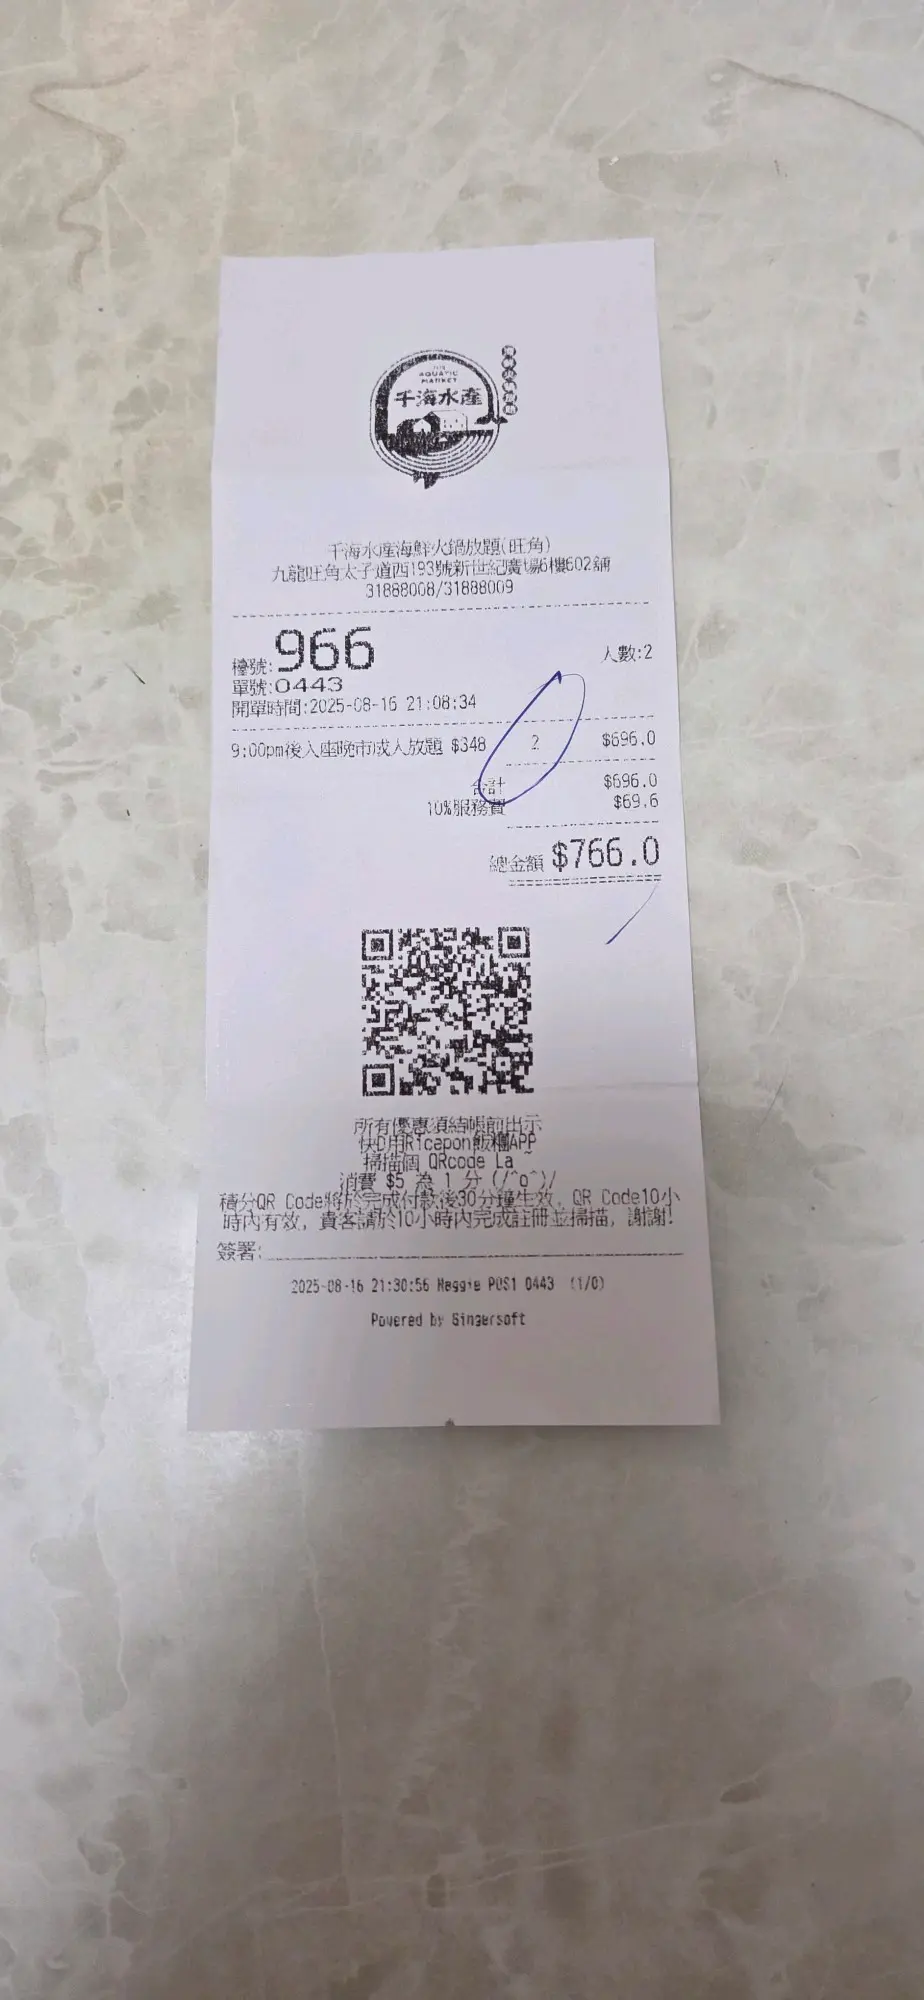 THE
AQUATIC
MARKET
千海水產
千海水產海鮮火鍋放題(旺角)
九龍旺角太子道西193號新世紀廣場6樓602舖
31888008/31888009
檯號:966 人數:2
單號:0443
開單時間:2025-08-16 21:08:34
9:00pm後入座晚市成人放題 $348 2 $696.0
合計 $696.0
10%服務費 $69.6
總金額 $766.0
所有優惠須結帳前出示
快D用Ricapon飯糰APP
掃描個 QRcode La~
消費 $5 為 1 分 (/^o^)/
積分QR Code將於完成付款後30分鐘生效, QR Code10小
時內有效, 貴客請於10小時內完成註冊並掃描, 謝謝!
簽署:
2025-08-16 21:30:56 Maggie POS1 0443 (1/0)
Powered by Gingersoft